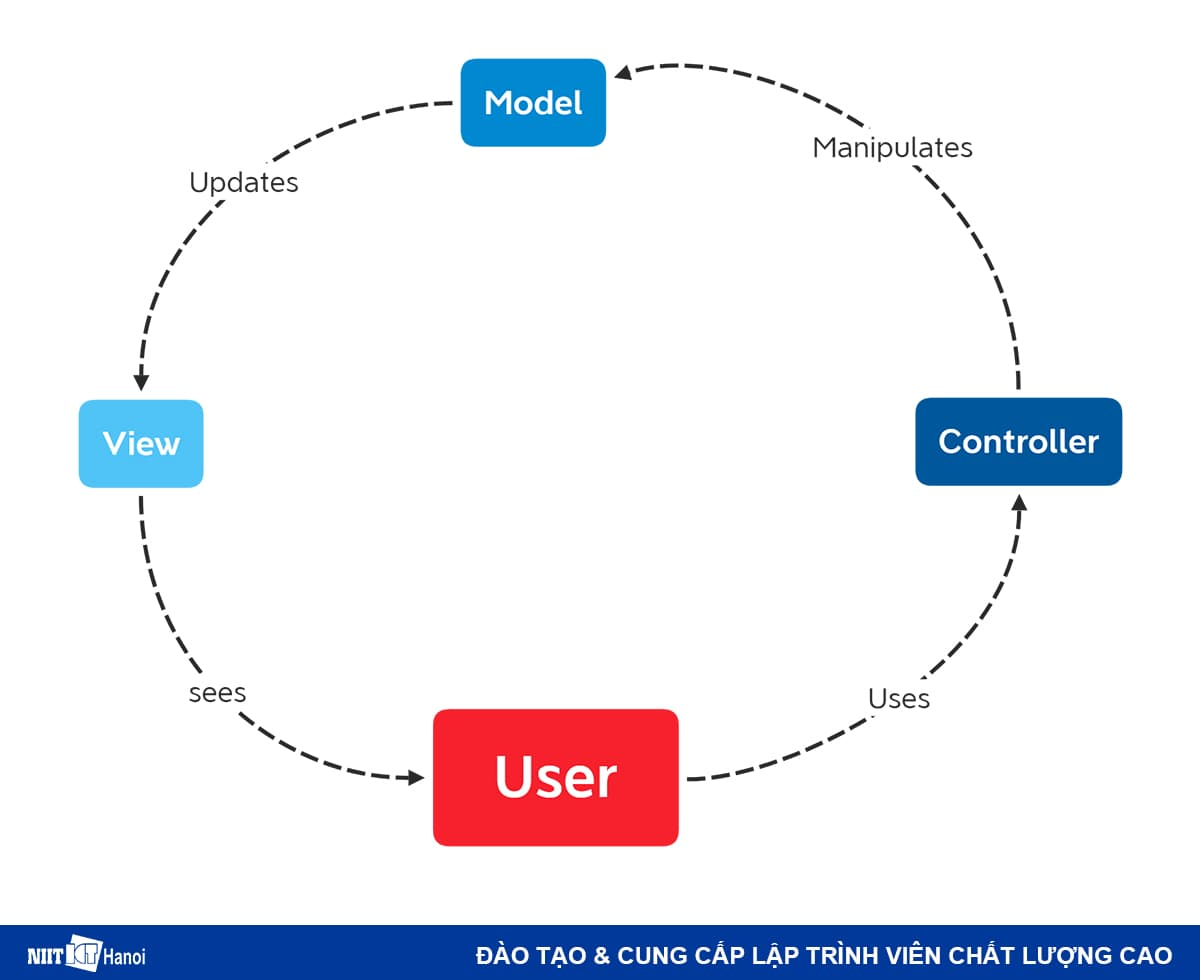 Model
Manipulates
Updates
View
Controller
sees
Uses
User
NIIT ICT Hanoi
ĐÀO TẠO & CUNG CẤP LẬP TRÌNH VIÊN CHẤT LƯỢNG CAO